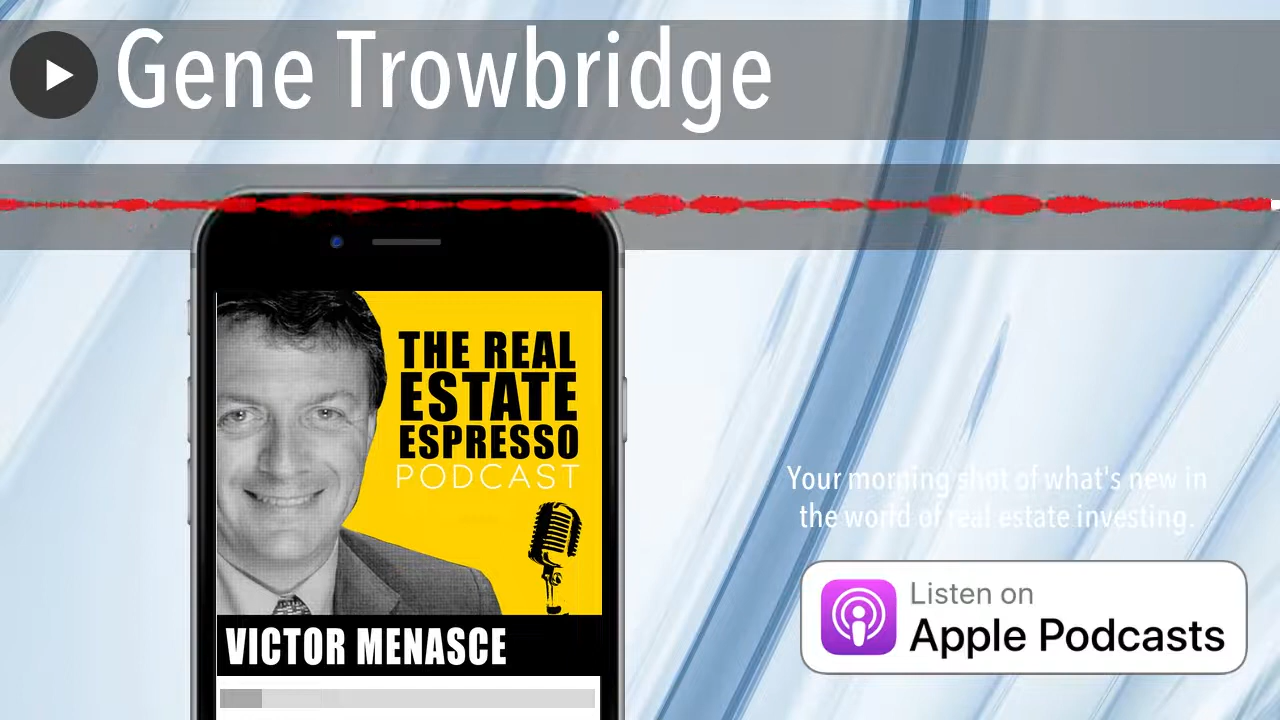 Gene Trowbridge
THE REAL
ESTATE
ESPRESSO
PODCAST
VICTOR MENASCE
Your morning shot of what's new in
the world of real estate investing.
Listen on
Apple Podcasts